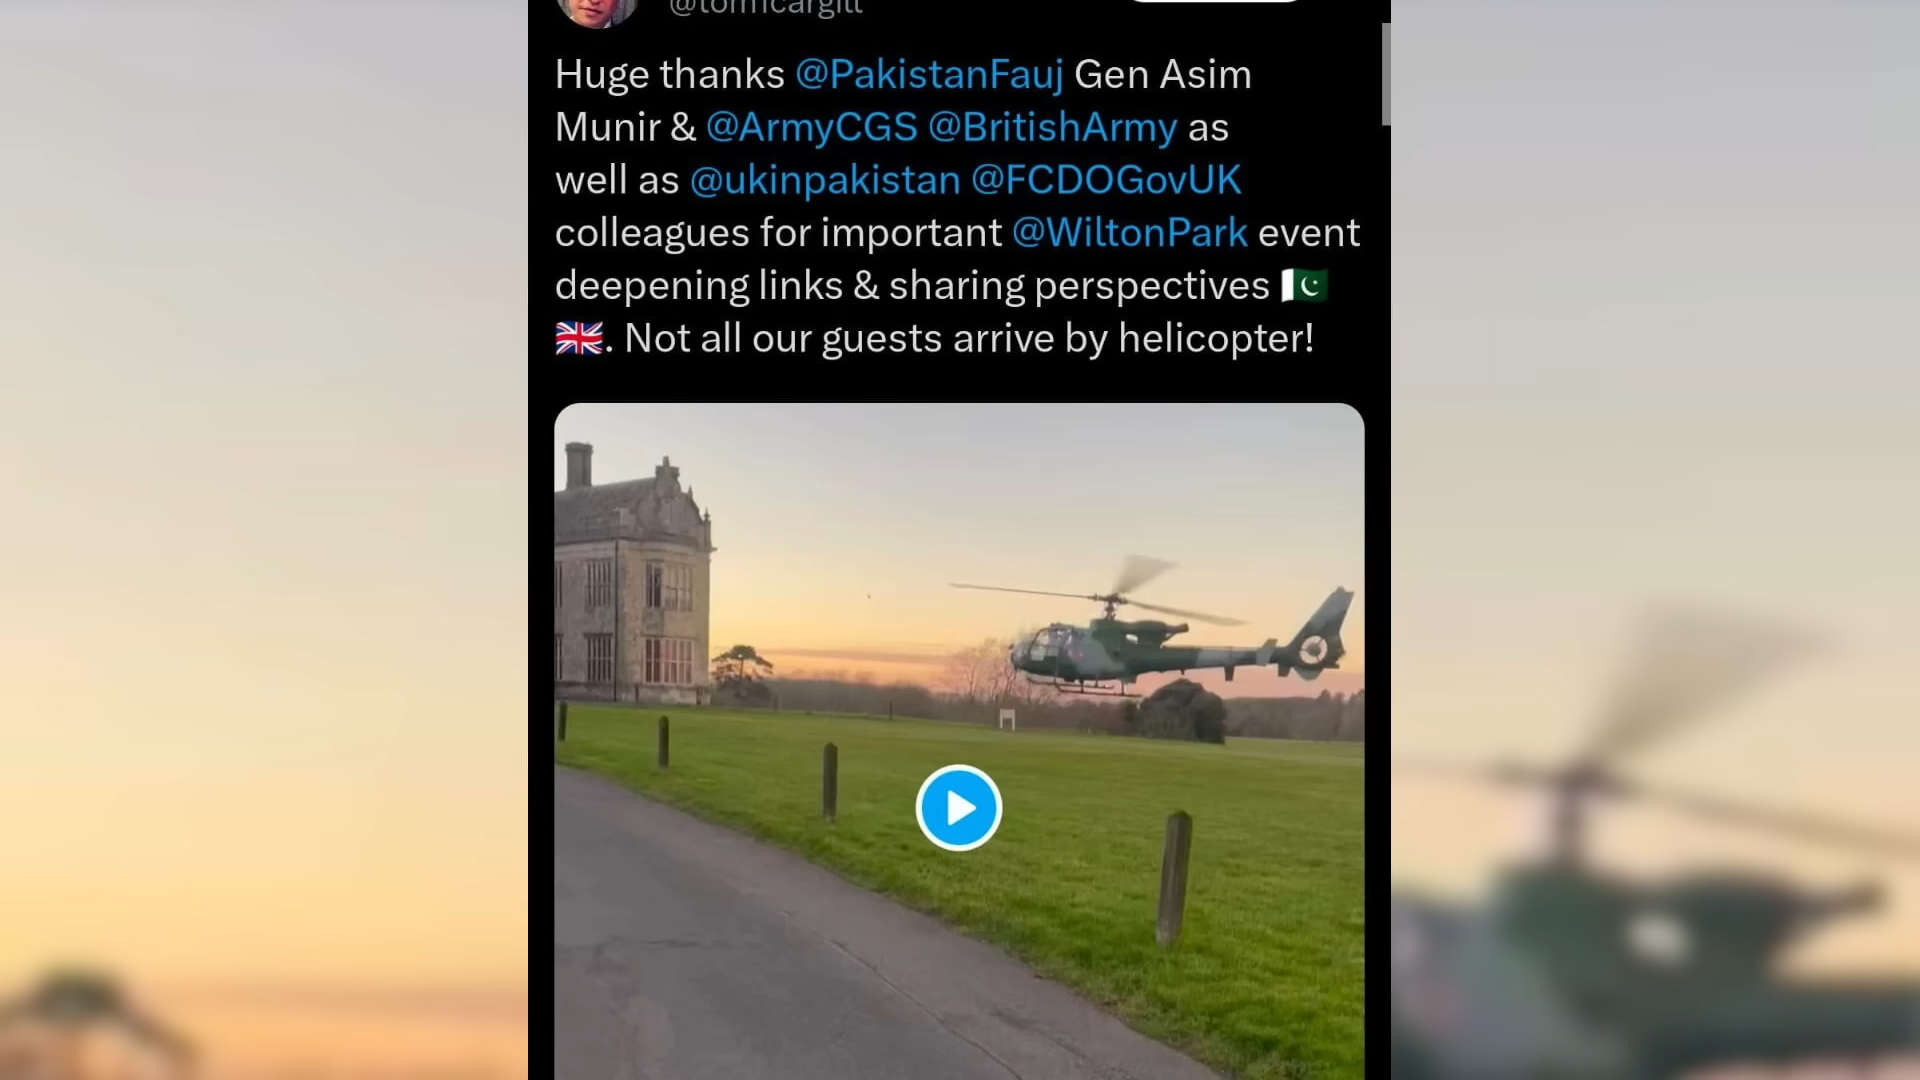 @tomfcargill
Huge thanks @PakistanFauj Gen Asim
Munir & @ArmyCGS @BritishArmy as
well as @ukinpakistan @FCDOGovUK
colleagues for important @WiltonPark event
deepening links & sharing perspectives 🇵🇰
🇬🇧. Not all our guests arrive by helicopter!